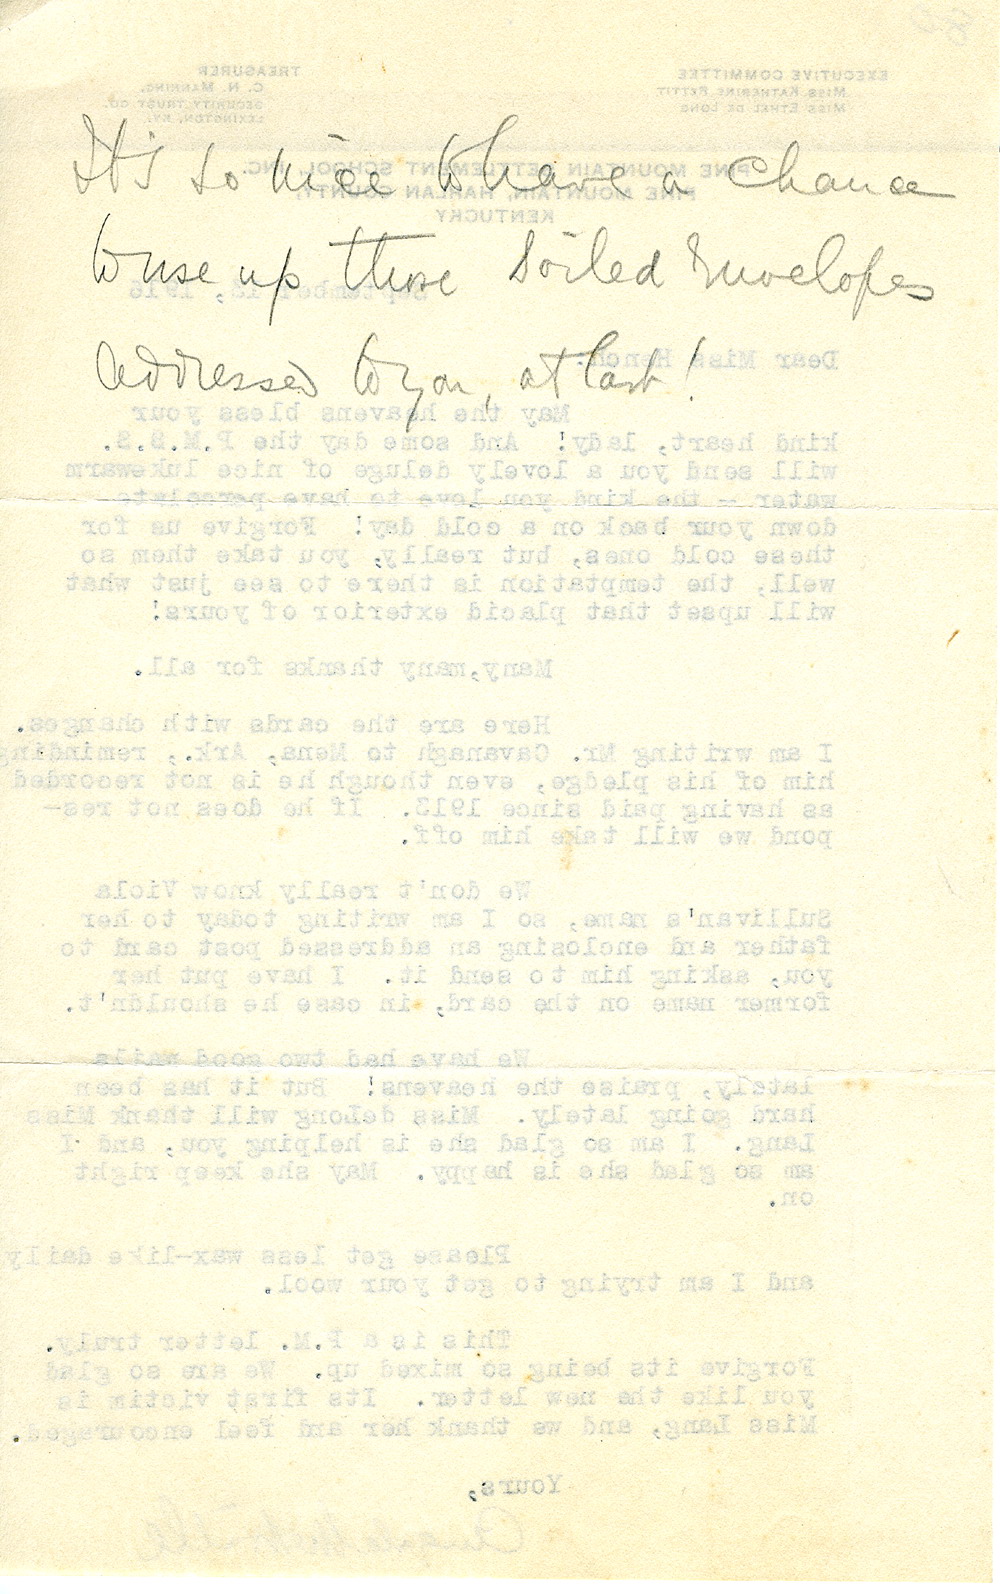 It's so nice to have a chance
to use up those soiled envelopes
addressed to you, at last!
EXECUTIVE COMMITTEE
MISS KATHERINE PETTIT
MISS ETHEL DE LONG
TREASURER
C. N. MANNING,
SECURITY TRUST CO.
LEXINGTON, KY.
PINE MOUNTAIN SETTLEMENT SCHOOL, INC.
PINE MOUNTAIN, HARLAN COUNTY,
KENTUCKY
September
Dear Miss Hench:
May the heavens bless your
kind heart, lady! And some day the P.M.S.S.
will send you a lovely deluge of nice lukewarm
water - the kind you love to have percolate
down your back on a cold day! Forgive us for
these cold ones, but really, you take them so
well, the temptation is there to see just what
will upset that placid exterior of yours!
Many,many thanks for all.
Here are the cards with changes.
I am writing Mr. Cavanagh to Mena, Ark., reminding
him of his pledge, even though he is not recorded
as having paid since 1913. If he does not res-
pond we will take him off.
We don't really know Viola
Sullivan's name, so I am writing today to her
father and enclosing an addressed post card to
you, asking him to send it. I have put her
former name on the card, in case he shouldn't.
We have had two good mails
lately, praise the heavens! But it has been
hard going lately. Miss deLong will thank Miss
Lang. I am so glad she is helping you, and I
am so glad she is happy. May she keep right
on.
Please get less wax-like daily
and I am trying to get your wool.
This is a P.M. letter truly.
Forgive its being so mixed up. We are so glad
you like the new letter. Its first victim is
Miss Lang, and we thank her and feel encouraged.
Yours,